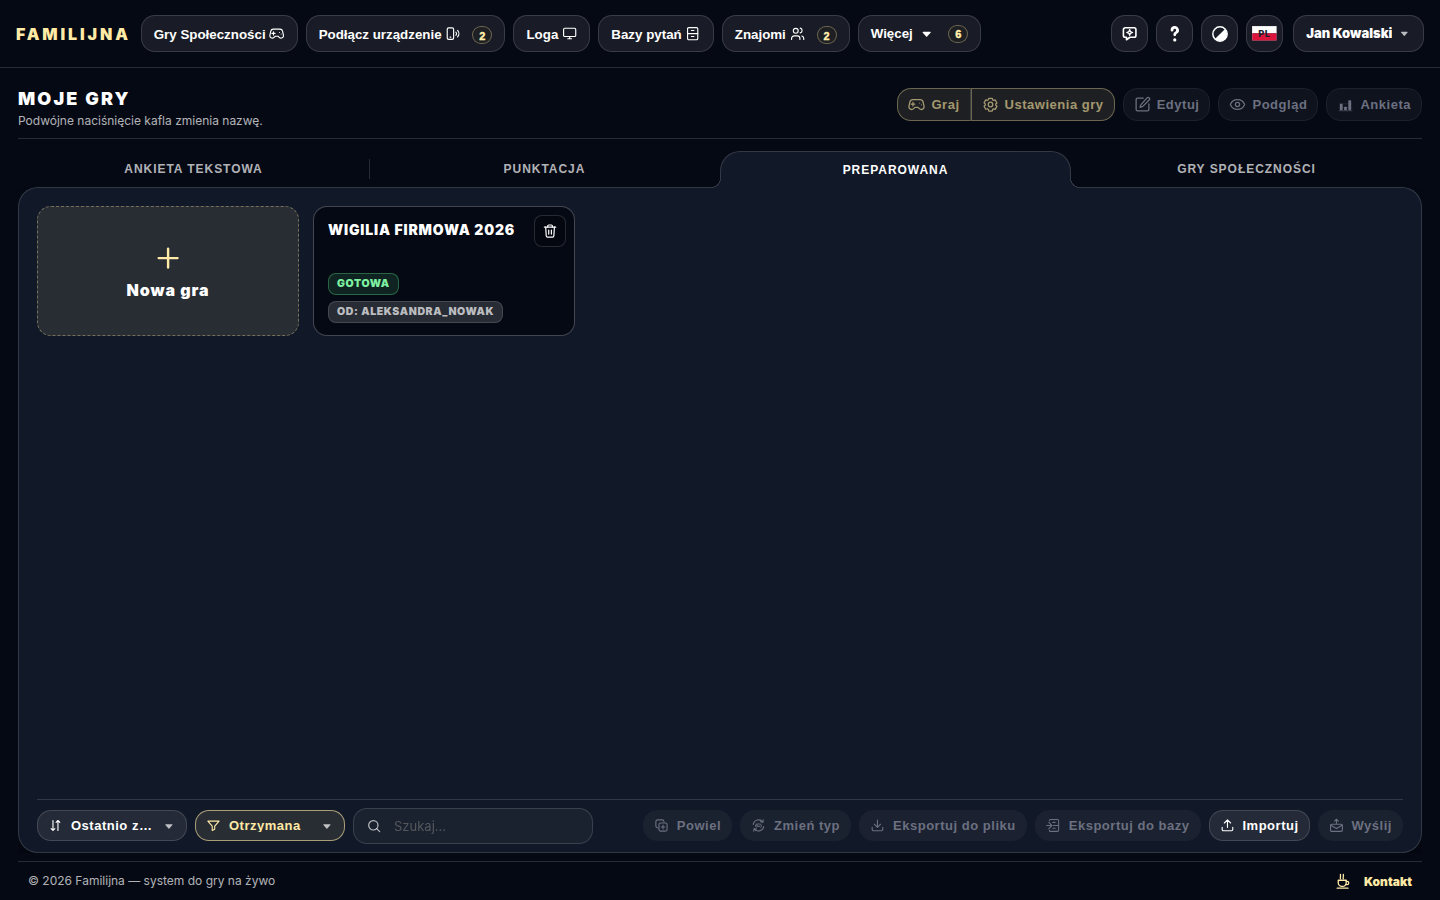 FAMILIJNA
Gry Społeczności
Podłącz urządzenie 2
Loga
Bazy pytań
Znajomi 2
Więcej 6
PL
Jan Kowalski
MOJE GRY
Podwójne naciśnięcie kafla zmienia nazwę.
Graj
Ustawienia gry
Edytuj
Podgląd
Ankieta
ANKIETA TEKSTOWA
PUNKTACJA
PREPAROWANA
GRY SPOŁECZNOŚCI
Nowa gra
WIGILIA FIRMOWA 2026
GOTOWA
OD: ALEKSANDRA_NOWAK
Ostatnio z...
Otrzymana
Szukaj...
Powiel
Zmień typ
Eksportuj do pliku
Eksportuj do bazy
Importuj
Wyślij
© 2026 Familijna — system do gry na żywo
Kontakt